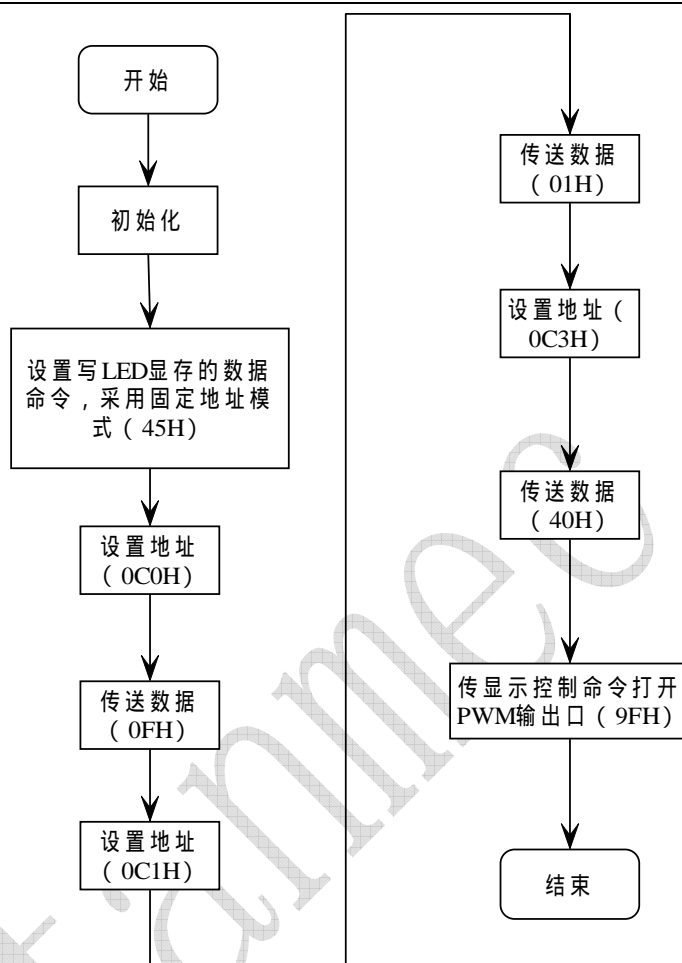 开始
初始化
设置写LED显存的数据
命令，采用固定地址模
式（45H）
设置地址
（0C0H）
传送数据
（0FH）
设置地址
（0C1H）
传送数据
（01H）
设置地址（
0C3H）
传送数据
（40H）
传显示控制命令打开
PWM输出口（9FH）
结束